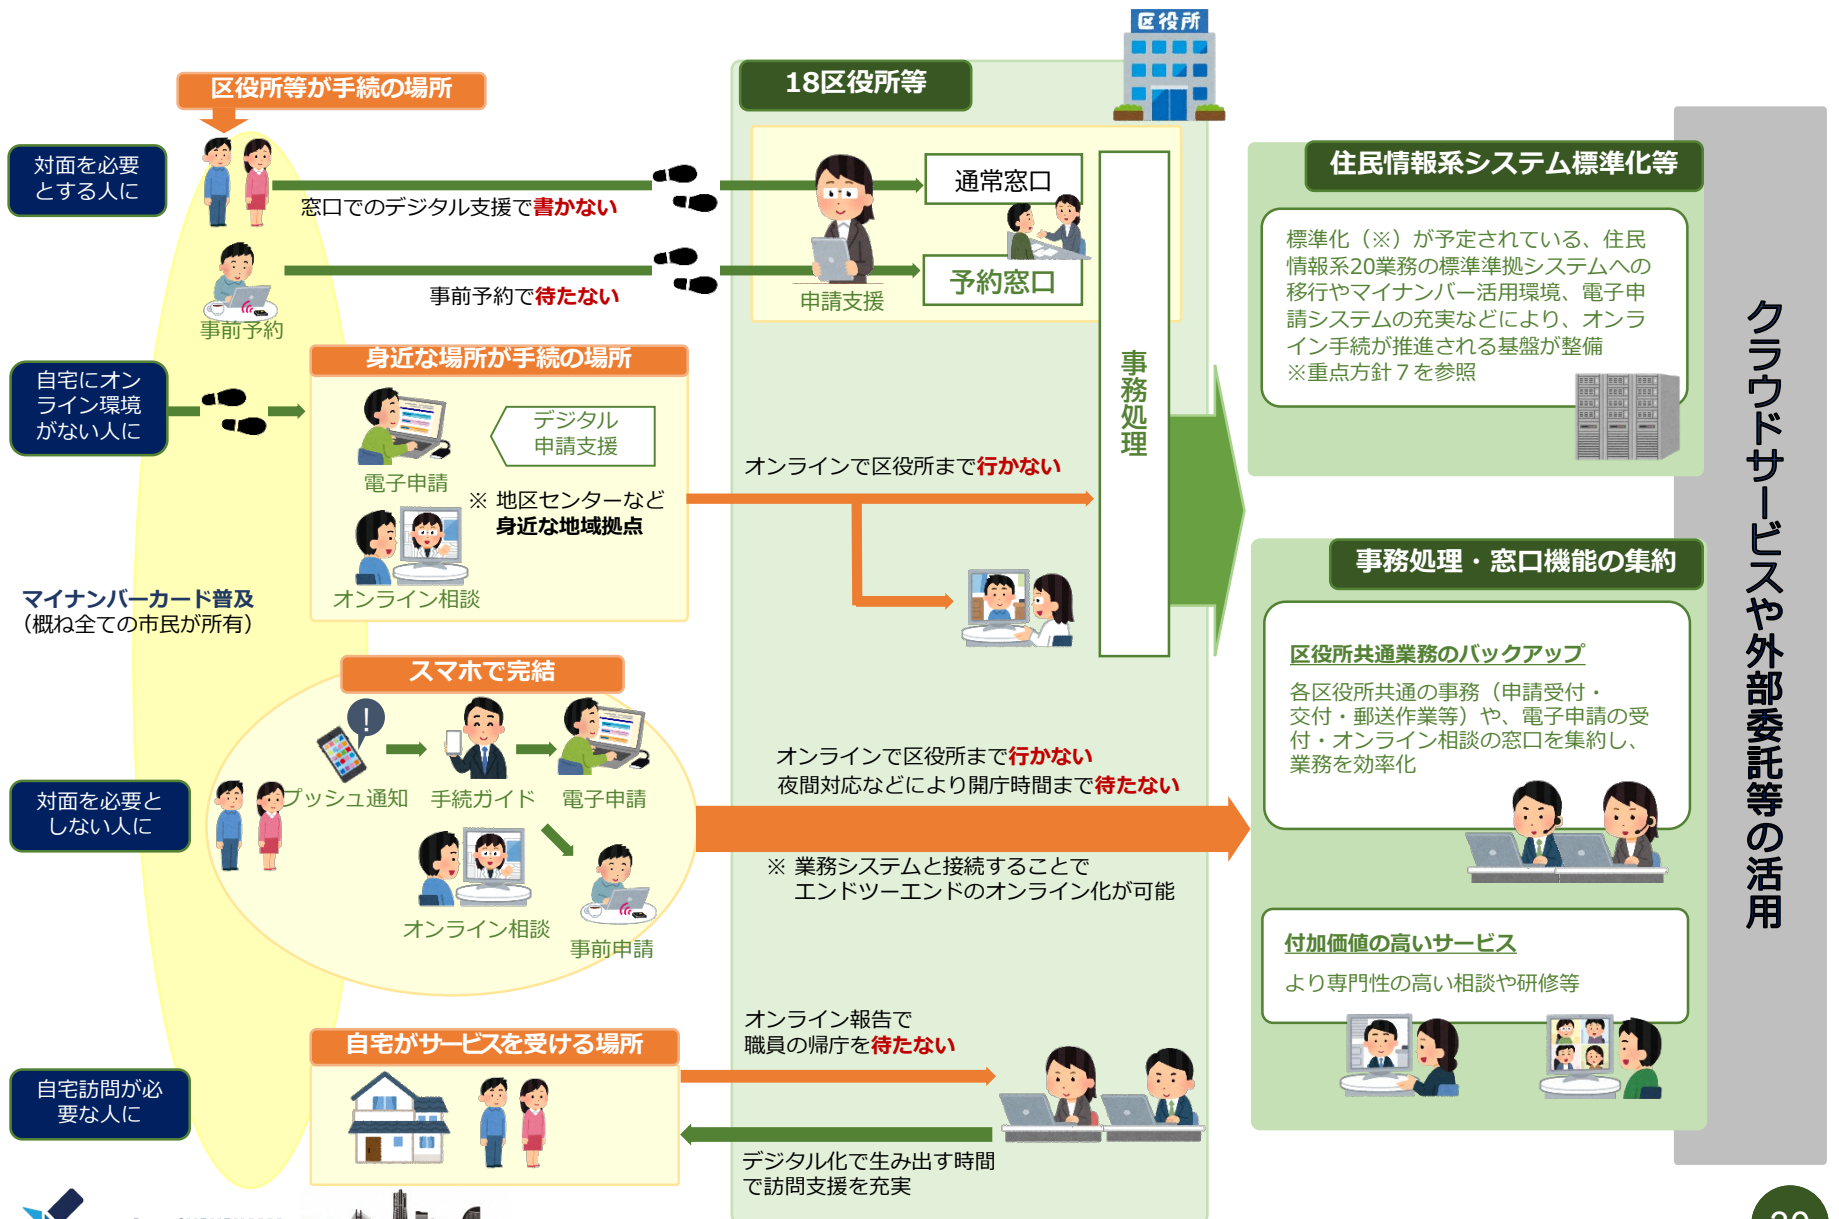 区役所
区役所等が手続の場所
18区役所等
対面を必要
とする人に
窓口でのデジタル支援で書かない
通常窓口
事前予約で待たない
事前予約
申請支援
予約窓口
事務処理
自宅にオン
ライン環境
がない人に
身近な場所が手続の場所
デジタル
申請支援
電子申請
※ 地区センターなど
身近な地域拠点
オンライン相談
オンラインで区役所まで行かない
マイナンバーカード普及
（概ね全ての市民が所有）
スマホで完結
!
プッシュ通知
手続ガイド
電子申請
対面を必要と
しない人に
オンライン相談
事前申請
オンラインで区役所まで行かない
夜間対応などにより開庁時間まで待たない
※ 業務システムと接続することで
エンドツーエンドのオンライン化が可能
自宅訪問が必
要な人に
自宅がサービスを受ける場所
オンライン報告で
職員の帰庁を待たない
デジタル化で生み出す時間
で訪問支援を充実
住民情報系システム標準化等
標準化（※）が予定されている、住民
情報系20業務の標準準拠システムへの
移行やマイナンバー活用環境、電子申
請システムの充実などにより、オンラ
イン手続が推進される基盤が整備
※重点方針７を参照
事務処理・窓口機能の集約
区役所共通業務のバックアップ
各区役所共通の事務（申請受付・
交付・郵送作業等）や、電子申請の受
付・オンライン相談の窓口を集約し、
業務を効率化
付加価値の高いサービス
より専門性の高い相談や研修等
クラウドサービスや外部委託等の活用